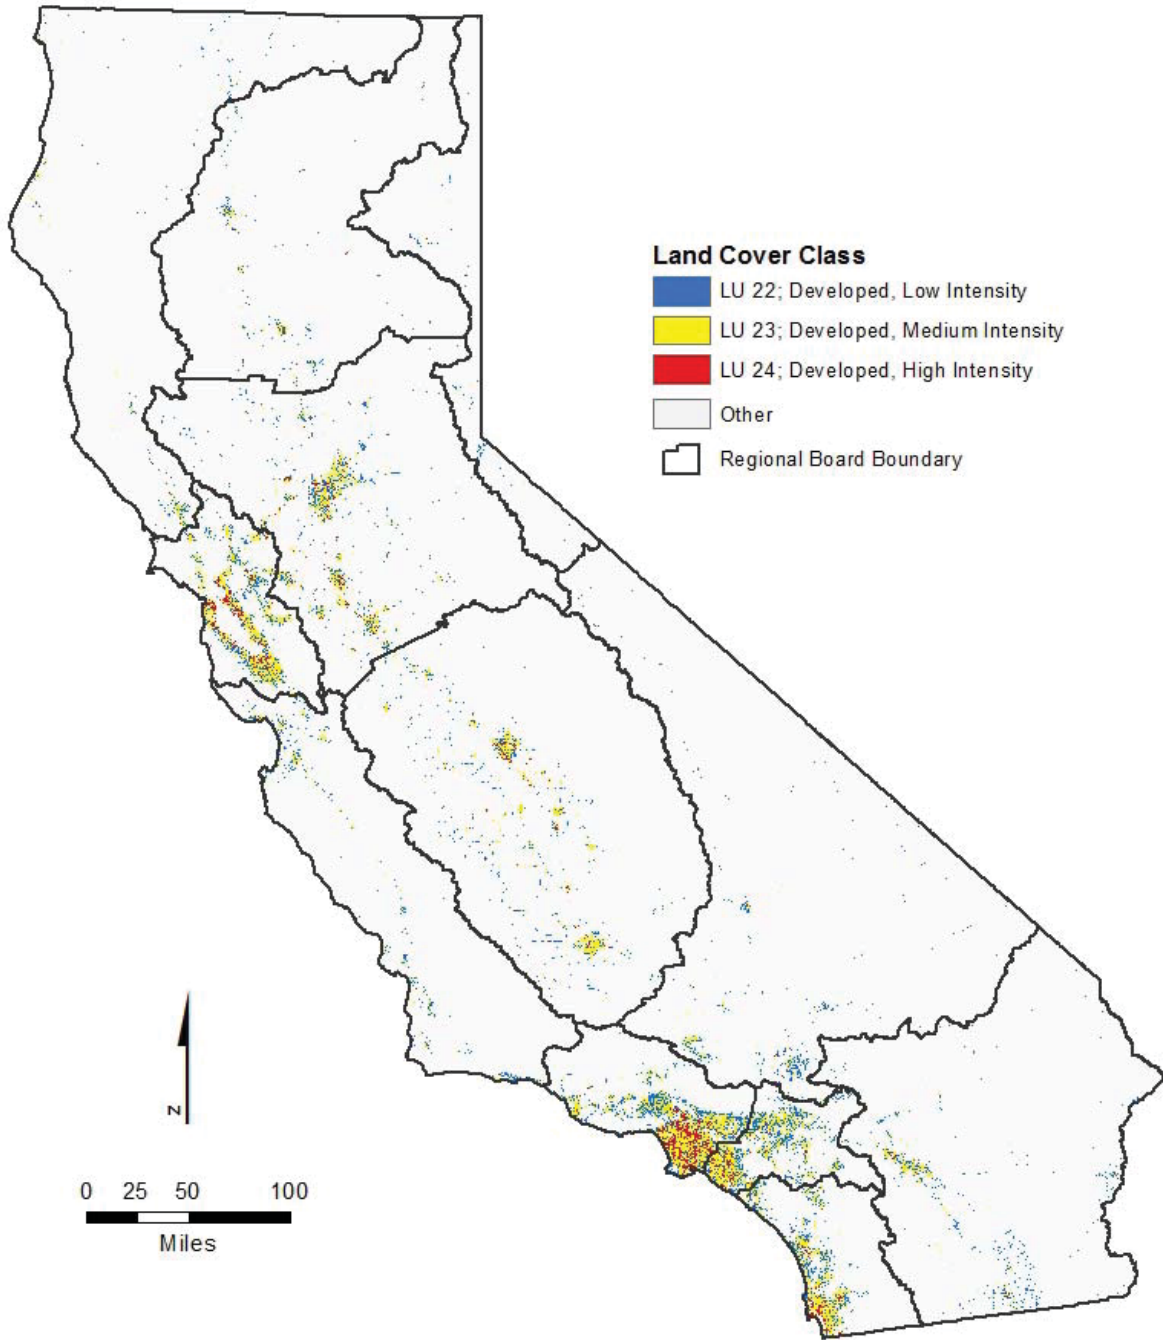 Land Cover Class
LU 22; Developed, Low Intensity
LU 23; Developed, Medium Intensity
LU 24; Developed, High Intensity
Other
Regional Board Boundary
N
0 25 50 100
Miles